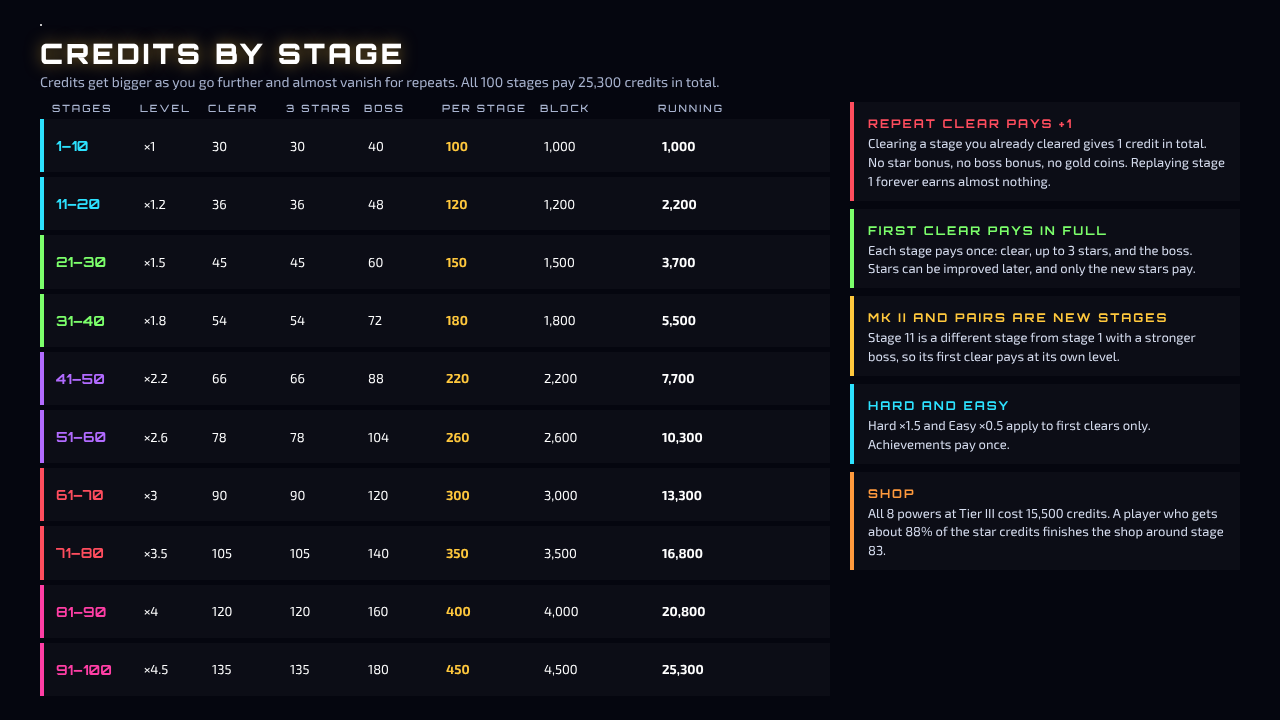 CREDITS BY STAGE
Credits get bigger as you go further and almost vanish for repeats. All 100 stages pay 25,300 credits in total.
STAGES LEVEL CLEAR 3 STARS BOSS PER STAGE BLOCK RUNNING
1–10 ×1 30 30 40 100 1,000 1,000
11–20 ×1.2 36 36 48 120 1,200 2,200
21–30 ×1.5 45 45 60 150 1,500 3,700
31–40 ×1.8 54 54 72 180 1,800 5,500
41–50 ×2.2 66 66 88 220 2,200 7,700
51–60 ×2.6 78 78 104 260 2,600 10,300
61–70 ×3 90 90 120 300 3,000 13,300
71–80 ×3.5 105 105 140 350 3,500 16,800
81–90 ×4 120 120 160 400 4,000 20,800
91–100 ×4.5 135 135 180 450 4,500 25,300
REPEAT CLEAR PAYS +1
Clearing a stage you already cleared gives 1 credit in total.
No star bonus, no boss bonus, no gold coins. Replaying stage
1 forever earns almost nothing.
FIRST CLEAR PAYS IN FULL
Each stage pays once: clear, up to 3 stars, and the boss.
Stars can be improved later, and only the new stars pay.
MK II AND PAIRS ARE NEW STAGES
Stage 11 is a different stage from stage 1 with a stronger
boss, so its first clear pays at its own level.
HARD AND EASY
Hard ×1.5 and Easy ×0.5 apply to first clears only.
Achievements pay once.
SHOP
All 8 powers at Tier III cost 15,500 credits. A player who gets
about 88% of the star credits finishes the shop around stage
83.